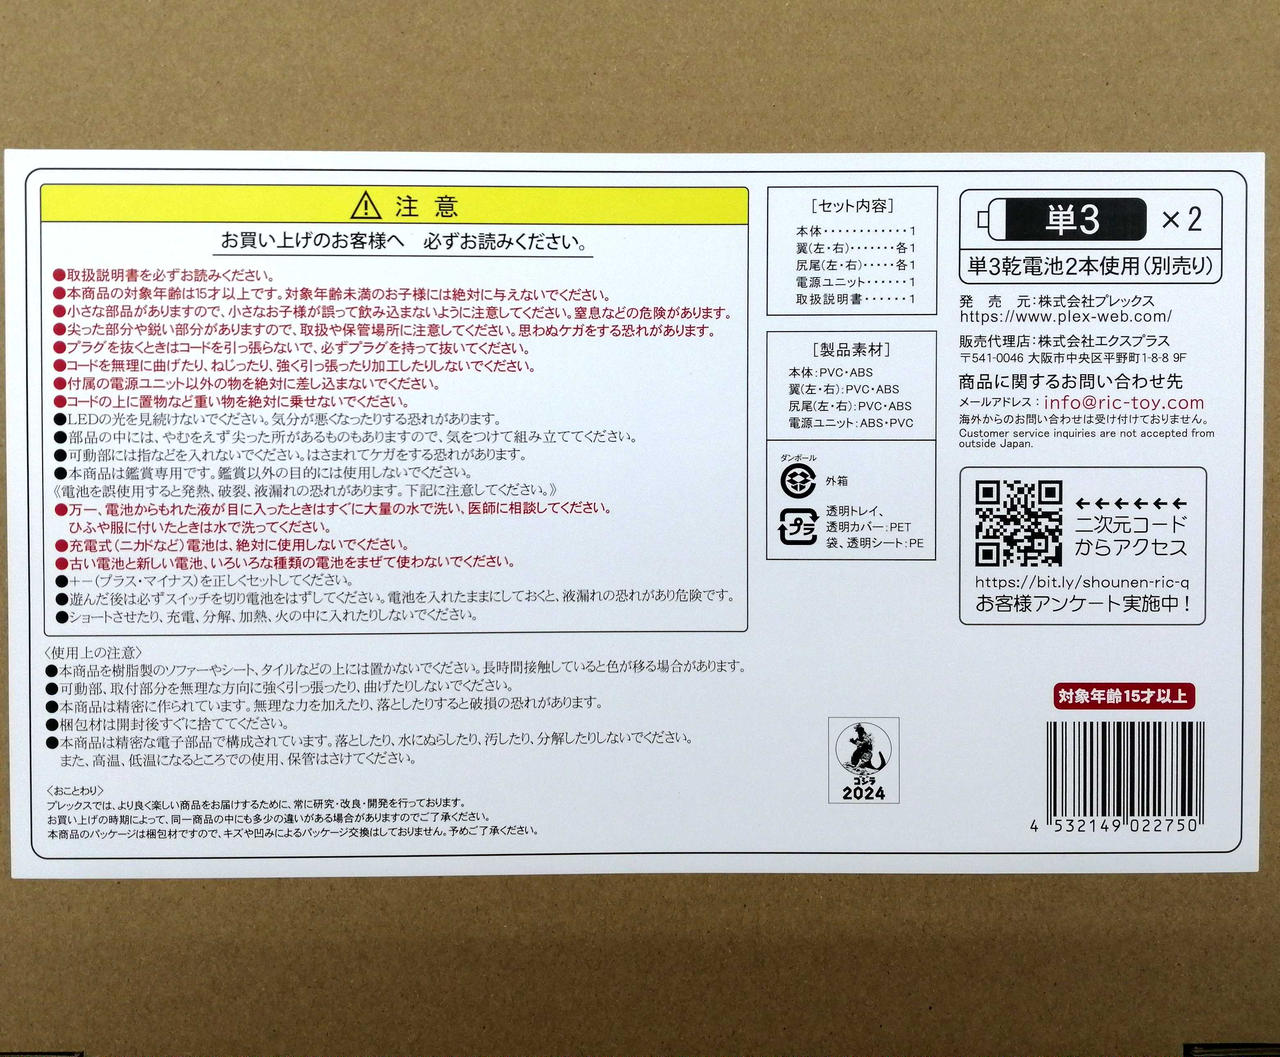 注意
お買い上げのお客様へ 必ずお読みください。
●取扱説明書を必ずお読みください。
●本商品の対象年齢は15才以上です。対象年齢未満のお子様には絶対に与えないでください。
●小さな部品がありますので、小さなお子様が誤って飲み込まないように注意してください。窒息などの危険があります。
●尖った部分や鋭い部分がありますので、取扱や保管場所に注意してください。思わぬケガをする恐れがあります。
●プラグを抜くときはコードを引っ張らないで、必ずプラグを持って抜いてください。
●コードを無理に曲げたり、ねじったり、強く引っ張ったり加工したりしないでください。
●付属の電源ユニット以外の物を絶対に差し込まないでください。
●コードの上に置物など重い物を絶対に乗せないでください。
●LEDの光を見続けないでください。気分が悪くなったりする恐れがあります。
●部品の中には、やむをえず尖った所があるものもありますので、気をつけて組み立ててください。
●可動部には指などを入れないでください。はさまれてケガをする恐れがあります。
●本商品は鑑賞専用です。鑑賞以外の目的には使用しないでください。
《電池を誤使用すると発熱、破裂、液漏れの恐れがあります。下記に注意してください。》
●万一、電池からもれた液が目に入ったときはすぐに大量の水で洗い、医師に相談してください。
ひふや服に付いたときは水で洗ってください。
●充電式(ニカドなど)電池は、絶対に使用しないでください。
●古い電池と新しい電池、いろいろな種類の電池をまぜて使わないでください。
●+-(プラス・マイナス)を正しくセットしてください。
●遊んだ後は必ずスイッチを切り電池をはずしてください。電池を入れたままにしておくと、液漏れの恐れがあり危険です。
●ショートさせたり、充電、分解、加熱、火の中に入れたりしないでください。
〈使用上の注意〉
●本商品を樹脂製のソファーやシート、タイルなどの上には置かないでください。長時間接触していると色が移る場合があります。
●可動部、取付部分を無理な方向に強く引っ張ったり、曲げたりしないでください。
●本商品は精密に作られています。無理な力を加えたり、落としたりすると破損の恐れがあります。
●梱包材は開封後すぐに捨ててください。
●本商品は精密な電子部品で構成されています。落としたり、水にぬらしたり、汚したり、分解したりしないでください。
また、高温、低温になるところでの使用、保管はさけてください。
〈おことわり〉
プレックスでは、より良く楽しい商品をお届けするために、常に研究・改良・開発を行っております。
お買い上げの時期によって、同一商品の中にも多少の違いがある場合がありますのでご了承ください。
本商品のパッケージは梱包材ですので、キズや凹みによるパッケージ交換はしておりません。予めご了承ください。
[セット内容]
本体・・・・・・・・・・・・1
翼(左・右)・・・・・各1
尻尾(左・右)・・・・各1
電源ユニット・・・・・・1
取扱説明書・・・・・・1
[製品素材]
本体:PVC・ABS
翼(左・右):PVC・ABS
尻尾(左・右):PVC・ABS
電源ユニット:ABS・PVC
ダンボール
外箱
プラ
透明トレイ、
透明カバー:PET
袋、透明シート:PE
ゴジラ
2024
単3 ×2
単3乾電池2本使用(別売り)
発売元:株式会社プレックス
https://www.plex-web.com/
販売代理店:株式会社エクスプラス
〒541-0046 大阪市中央区平野町1-8-8 9F
商品に関するお問い合わせ先
メールアドレス:info@ric-toy.com
海外からのお問い合わせは受け付けておりません。
Customer service inquiries are not accepted from
outside Japan.
←←←←←←
二次元コード
からアクセス
https://bit.ly/shounen-ric-q
お客様アンケート実施中!
対象年齢15才以上
4 532149 022750